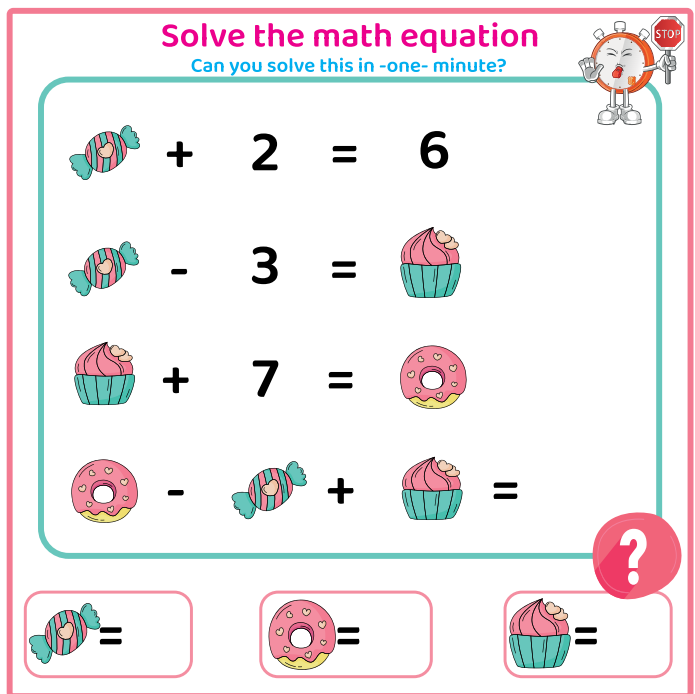 Solve the math equation
Can you solve this in -one- minute?
STOP
+ 2 = 6
- 3 =
+ 7 =
- + =
?
= = =